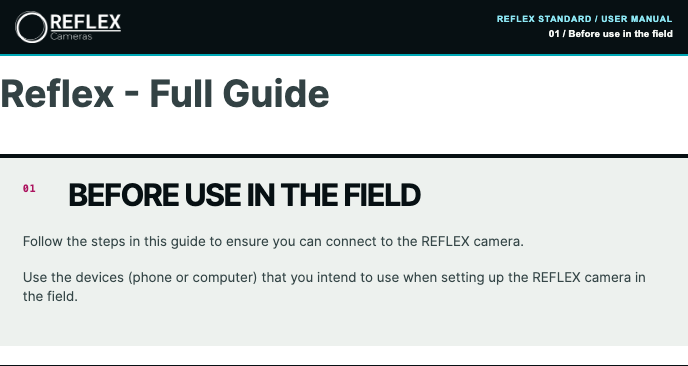 REFLEX
Cameras
REFLEX STANDARD / USER MANUAL
01 / Before use in the field
Reflex - Full Guide
01
BEFORE USE IN THE FIELD
Follow the steps in this guide to ensure you can connect to the REFLEX camera.
Use the devices (phone or computer) that you intend to use when setting up the REFLEX camera in
the field.